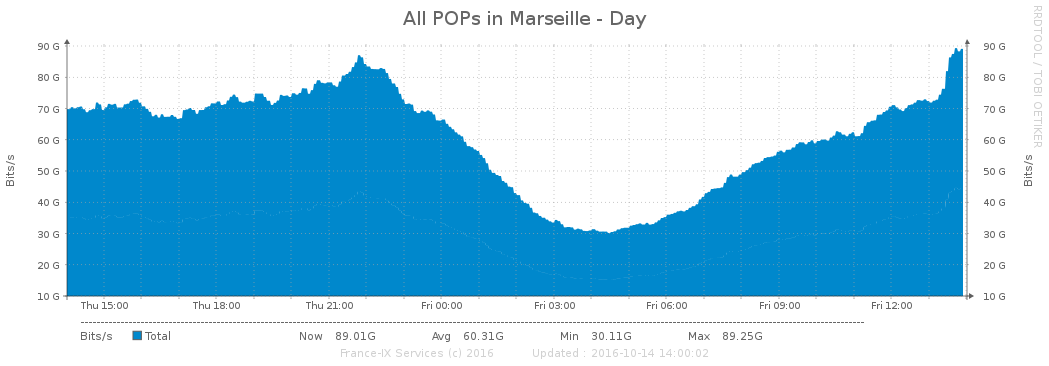 All POPs in Marseille - Day
RRDTOOL / TOBI OETIKER
90 G 90 G
80 G 80 G
70 G 70 G
60 G 60 G
50 G 50 G
40 G 40 G
30 G 30 G
20 G 20 G
10 G 10 G
Bits/s Bits/s
Thu 15:00 Thu 18:00 Thu 21:00 Fri 00:00 Fri 03:00 Fri 06:00 Fri 09:00 Fri 12:00
Bits/s Total Now 89.01G Avg 60.31G Min 30.11G Max 89.25G
France-IX Services (c) 2016 Updated : 2016-10-14 14:00:02